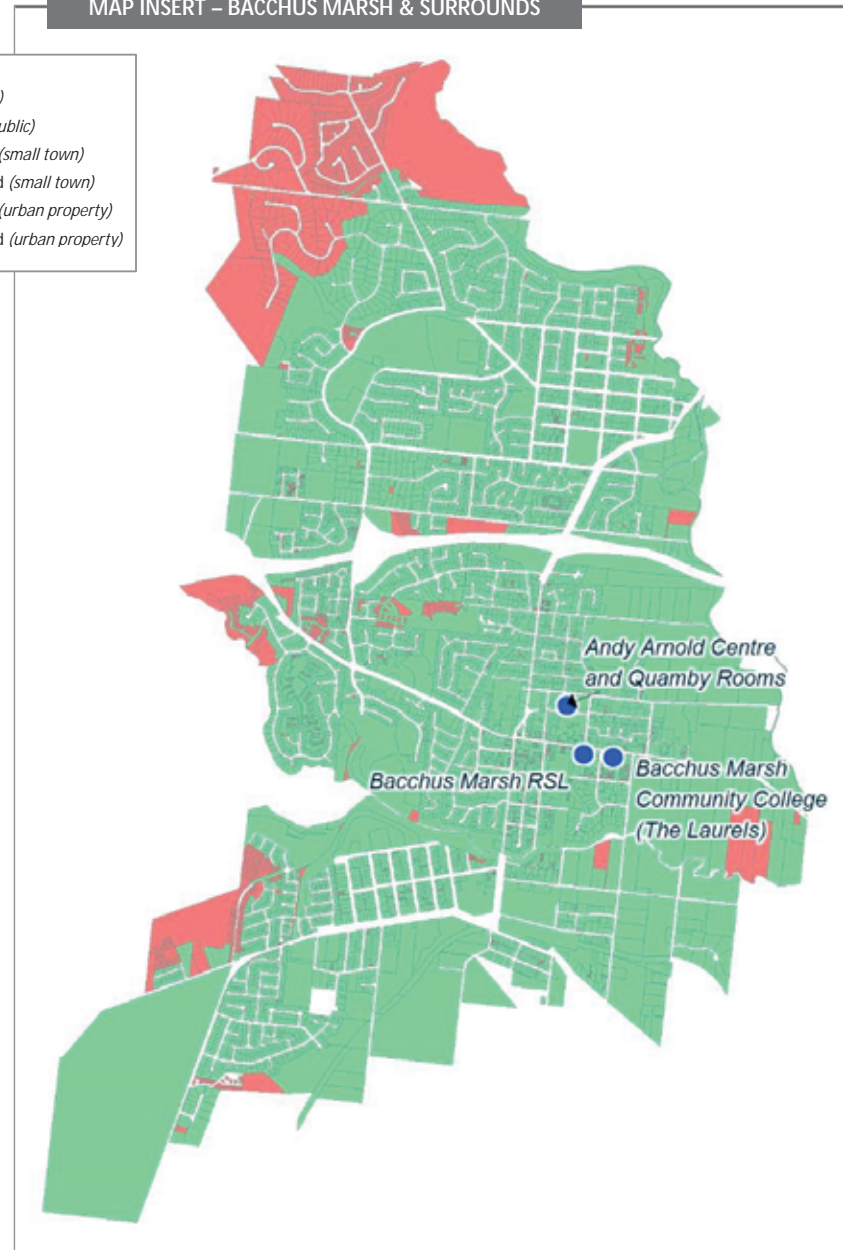 MAP INSERT – BACCHUS MARSH & SURROUNDS
(small town)
(small town)
(urban property)
(urban property)
Andy Arnold Centre
and Quamby Rooms
Bacchus Marsh RSL
Bacchus Marsh
Community College
(The Laurels)